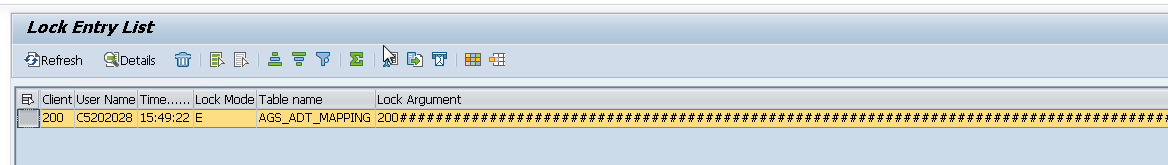 Lock Entry List
Refresh Details
Client User Name Time...... Lock Mode Table name Lock Argument
200 C5202028 15:49:22 E AGS_ADT_MAPPING 200######################################################################################